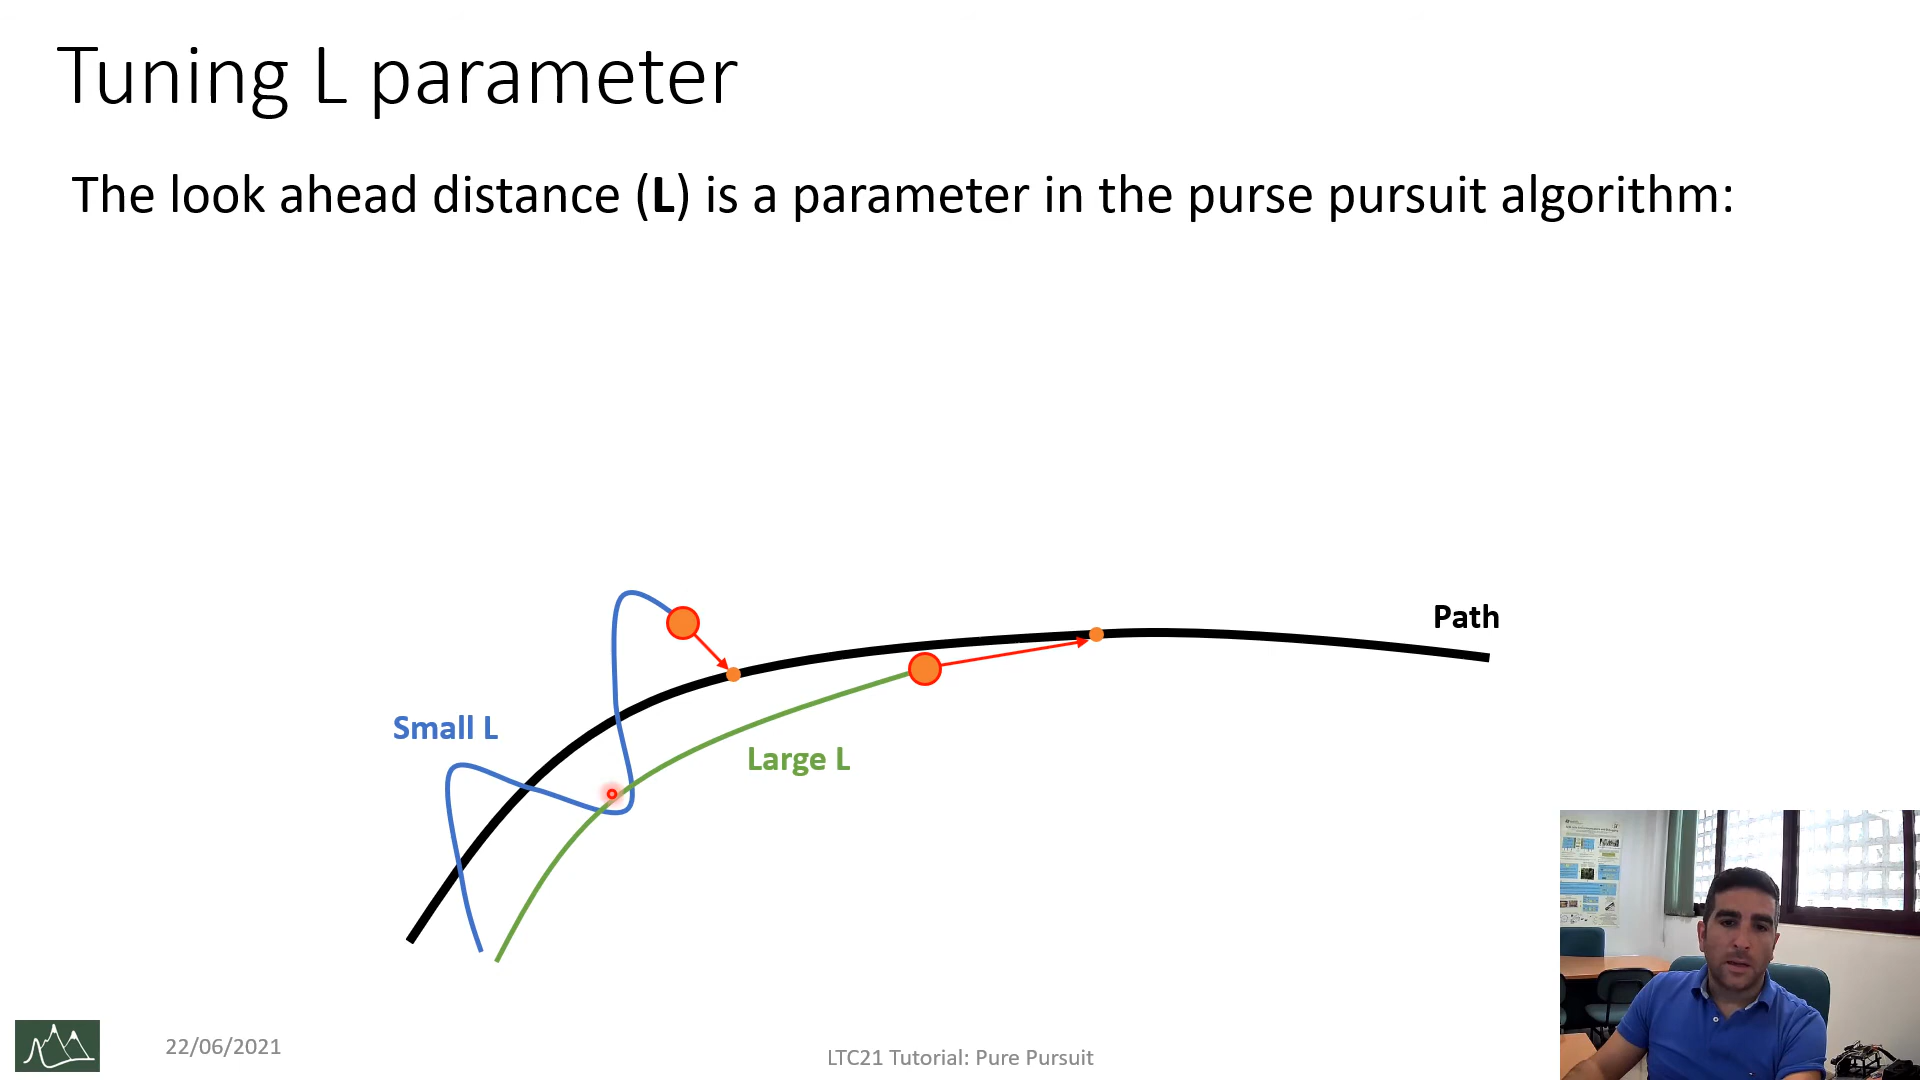 Tuning L parameter
The look ahead distance (L) is a parameter in the purse pursuit algorithm:
Path
Small L
Large L
22/06/2021
LTC21 Tutorial: Pure Pursuit